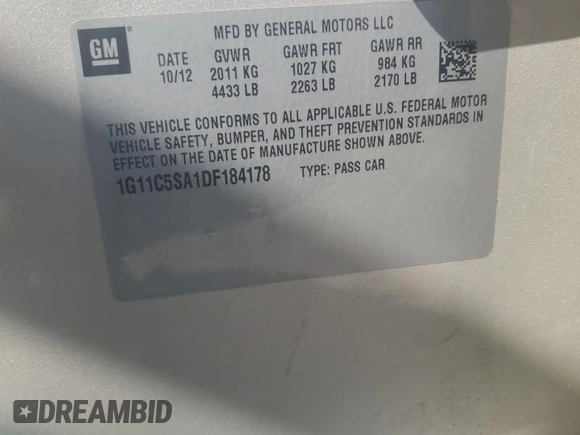 GM
MFD BY GENERAL MOTORS LLC
DATE GVWR GAWR FRT GAWR RR
10/12 2011 KG 1027 KG 984 KG
4433 LB 2263 LB 2170 LB
THIS VEHICLE CONFORMS TO ALL APPLICABLE U.S. FEDERAL MOTOR
VEHICLE SAFETY, BUMPER, AND THEFT PREVENTION STANDARDS IN
EFFECT ON THE DATE OF MANUFACTURE SHOWN ABOVE.
1G11C5SA1DF184178 TYPE: PASS CAR
DREAMBID